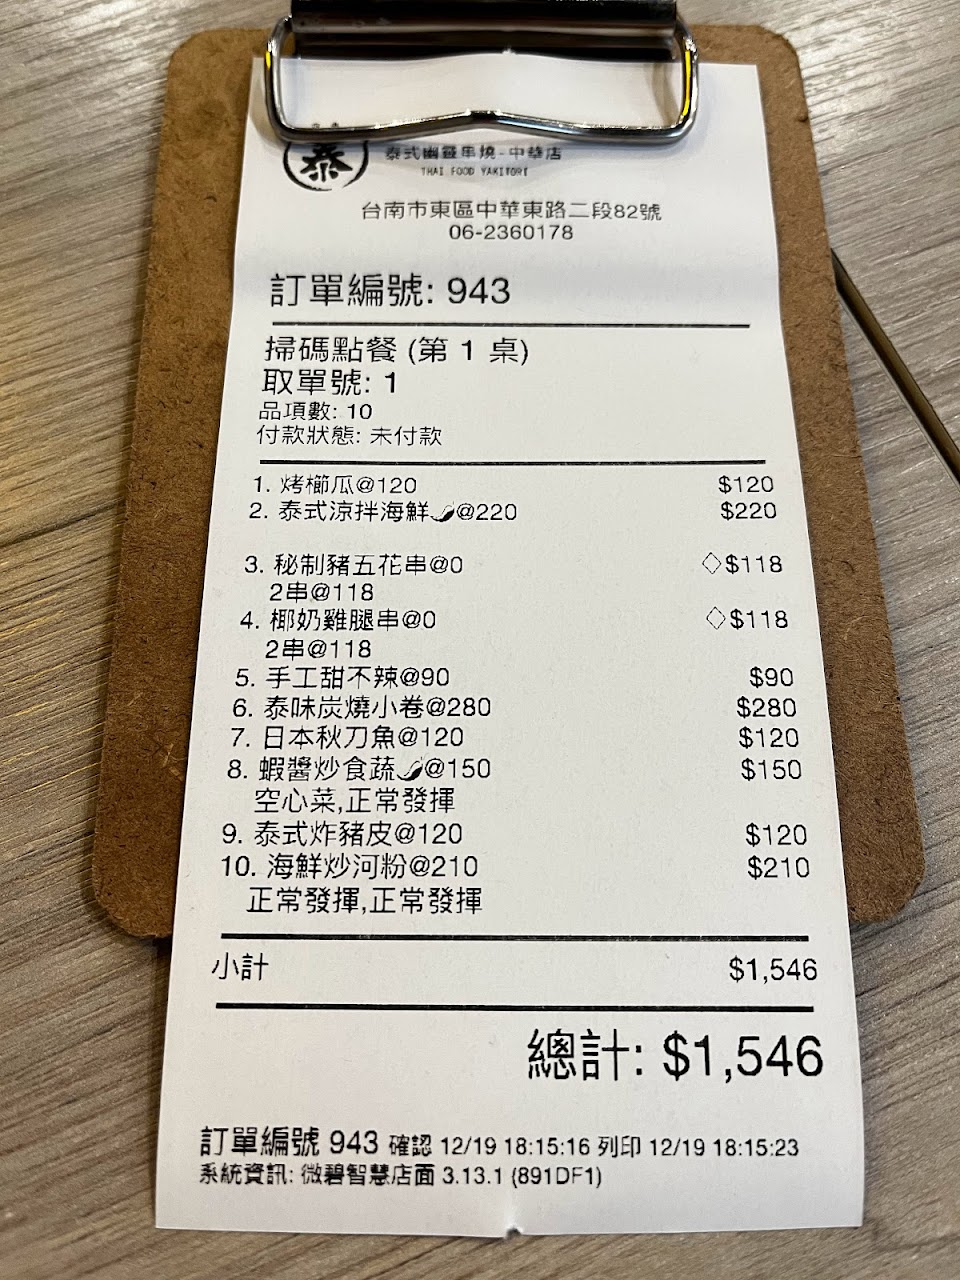 泰
泰式幽靈串燒-中華店
THAI FOOD YAKITORI
台南市東區中華東路二段82號
06-2360178
訂單編號: 943
掃碼點餐 (第 1 桌)
取單號: 1
品項數: 10
付款狀態: 未付款
1. 烤櫛瓜@120 $120
2. 泰式涼拌海鮮🌶@220 $220
3. 秘制豬五花串@0 ◇$118
2串@118
4. 椰奶雞腿串@0 ◇$118
2串@118
5. 手工甜不辣@90 $90
6. 泰味炭燒小卷@280 $280
7. 日本秋刀魚@120 $120
8. 蝦醬炒食蔬🌶@150 $150
空心菜,正常發揮
9. 泰式炸豬皮@120 $120
10. 海鮮炒河粉@210 $210
正常發揮,正常發揮
小計 $1,546
總計: $1,546
訂單編號 943 確認 12/19 18:15:16 列印 12/19 18:15:23
系統資訊: 微碧智慧店面 3.13.1 (891DF1)